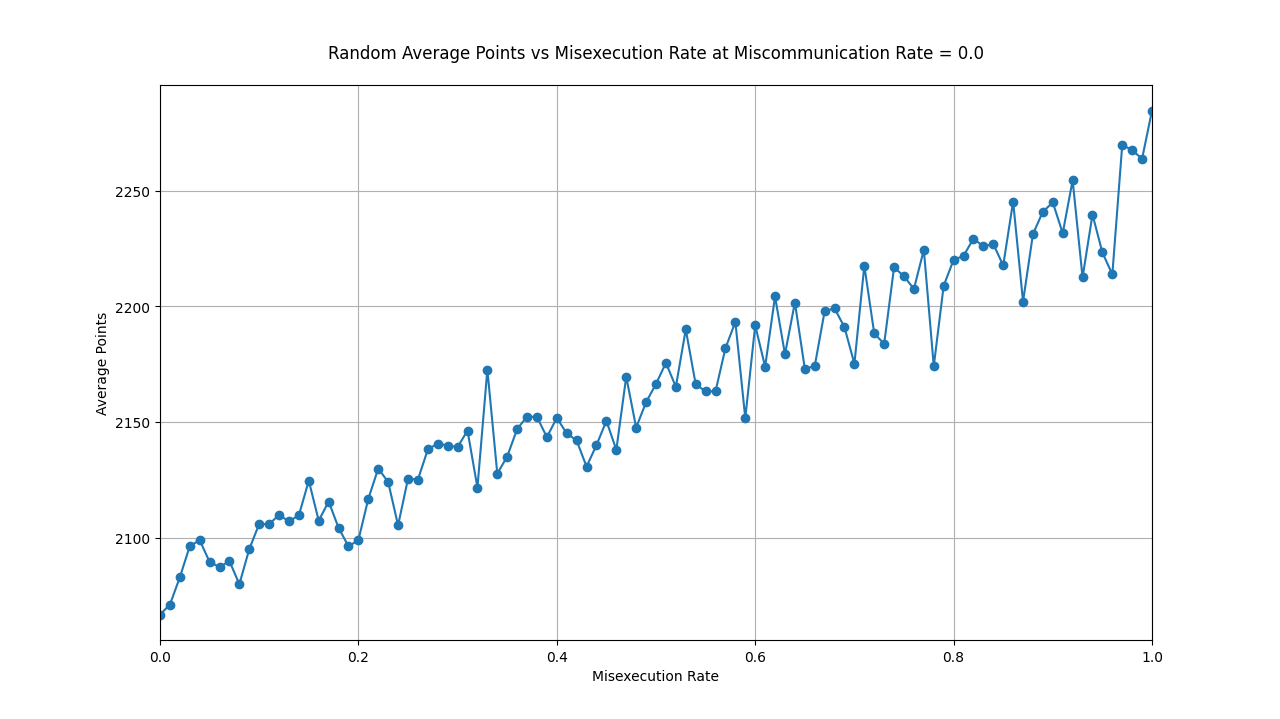 Random Average Points vs Misexecution Rate at Miscommunication Rate = 0.0
2250
2200
2150
2100
Average Points
0.0 0.2 0.4 0.6 0.8 1.0
Misexecution Rate